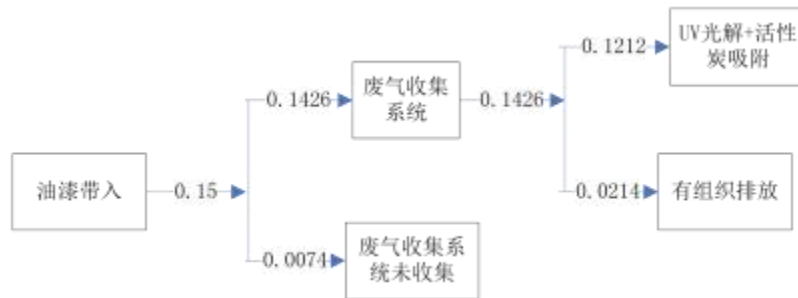 油漆带入
0.15
0.1426
废气收集
系统
0.1426
0.1212
UV光解+活性
炭吸附
0.0214
有组织排放
0.0074
废气收集系
统未收集